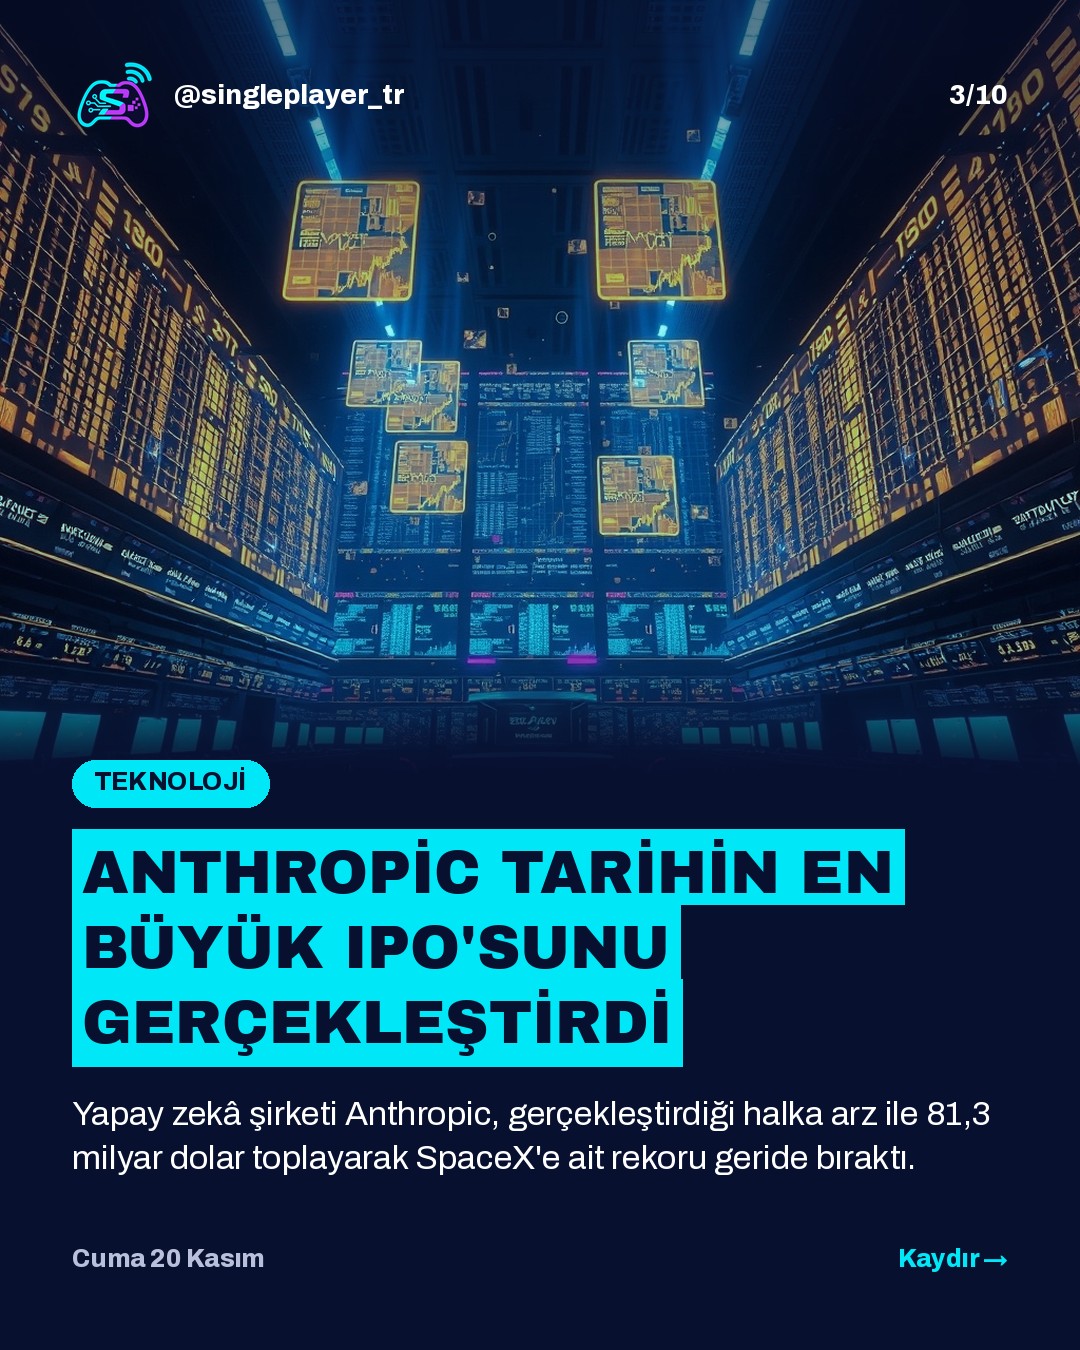 @singleplayer_tr
3/10
TEKNOLOJİ
ANTHROPİC TARİHİN EN
BÜYÜK IPO'SUNU
GERÇEKLEŞTİRDİ
Yapay zekâ şirketi Anthropic, gerçekleştirdiği halka arz ile 81,3
milyar dolar toplayarak SpaceX'e ait rekoru geride bıraktı.
Cuma 20 Kasım
Kaydır→